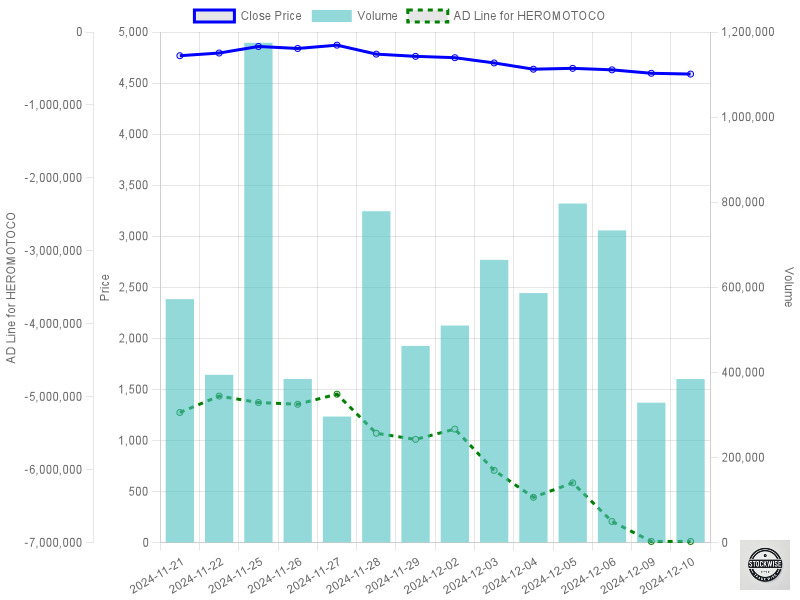 Close Price Volume AD Line for HEROMOTOCO
0 5,000 1,200,000
4,500
-1,000,000 1,000,000
4,000
-2,000,000 3,500 800,000
-3,000,000 3,000
2,500 600,000
-4,000,000 2,000
-5,000,000 1,500 400,000
1,000
-6,000,000 500 200,000
-7,000,000 0 0
AD Line for HEROMOTOCO
Price
Volume
2024-11-21 2024-11-22 2024-11-25 2024-11-26 2024-11-27 2024-11-28 2024-11-29 2024-12-02 2024-12-03 2024-12-04 2024-12-05 2024-12-06 2024-12-09 2024-12-10
STOCKWISE